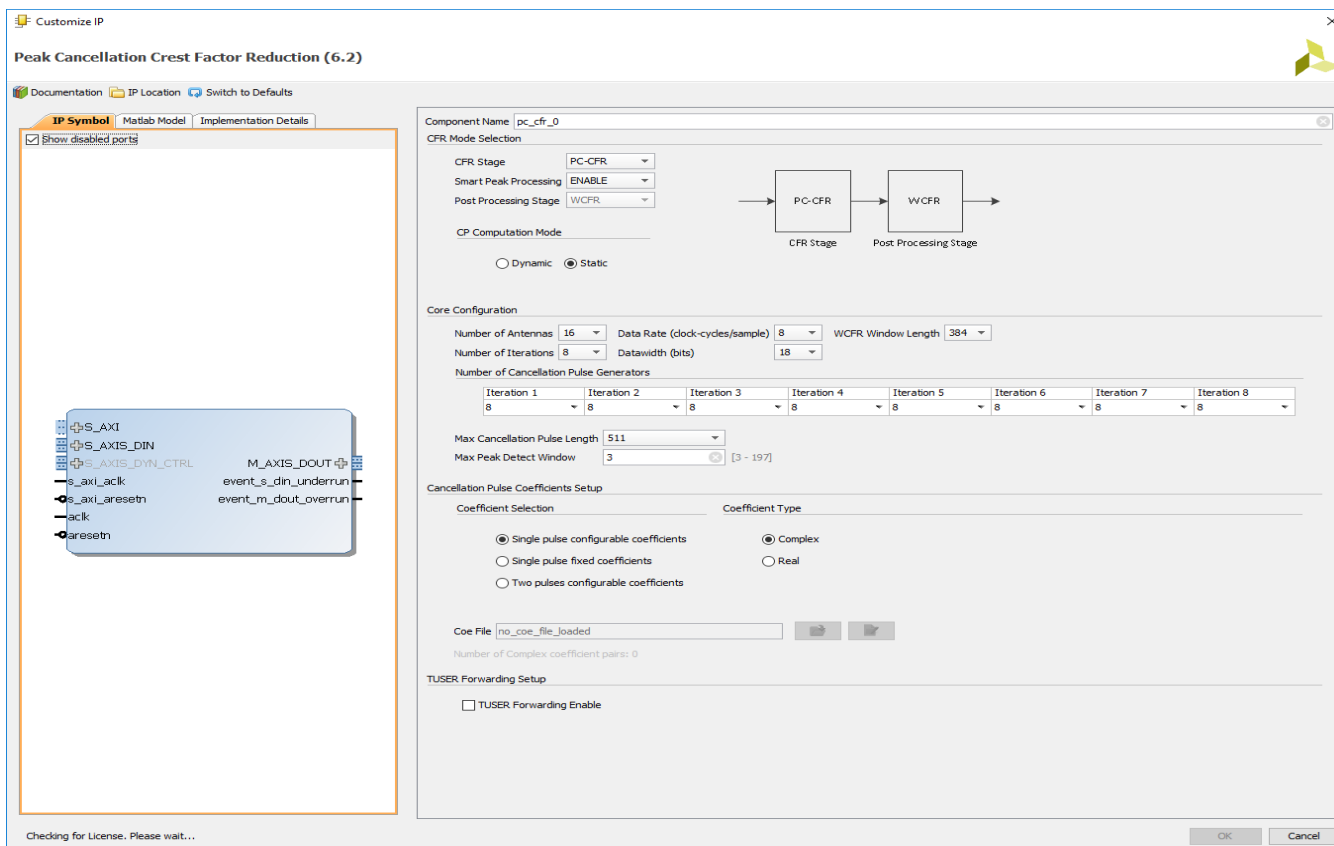 Customize IP
Peak Cancellation Crest Factor Reduction (6.2)
Documentation IP Location Switch to Defaults
IP Symbol Matlab Model Implementation Details
Show disabled ports
S_AXI
S_AXIS_DIN
S_AXIS_DYN_CTRL M_AXIS_DOUT
s_axi_aclk event_s_din_underrun
s_axi_aresetn event_m_dout_overrun
aclk
aresetn
Component Name pc_cfr_0
CFR Mode Selection
CFR Stage PC-CFR
Smart Peak Processing ENABLE
Post Processing Stage WCFR
PC-CFR WCFR
CFR Stage Post Processing Stage
CP Computation Mode
Dynamic Static
Core Configuration
Number of Antennas 16 Data Rate (clock-cycles/sample) 8 WCFR Window Length 384
Number of Iterations 8 Datawidth (bits) 18
Number of Cancellation Pulse Generators
Iteration 1 Iteration 2 Iteration 3 Iteration 4 Iteration 5 Iteration 6 Iteration 7 Iteration 8
8 8 8 8 8 8 8 8
Max Cancellation Pulse Length 511
Max Peak Detect Window 3 [3 - 197]
Cancellation Pulse Coefficients Setup
Coefficient Selection Coefficient Type
Single pulse configurable coefficients Complex
Single pulse fixed coefficients Real
Two pulses configurable coefficients
Coe File no_coe_file_loaded
Number of Complex coefficient pairs: 0
TUSER Forwarding Setup
TUSER Forwarding Enable
Checking for License. Please wait...
OK Cancel